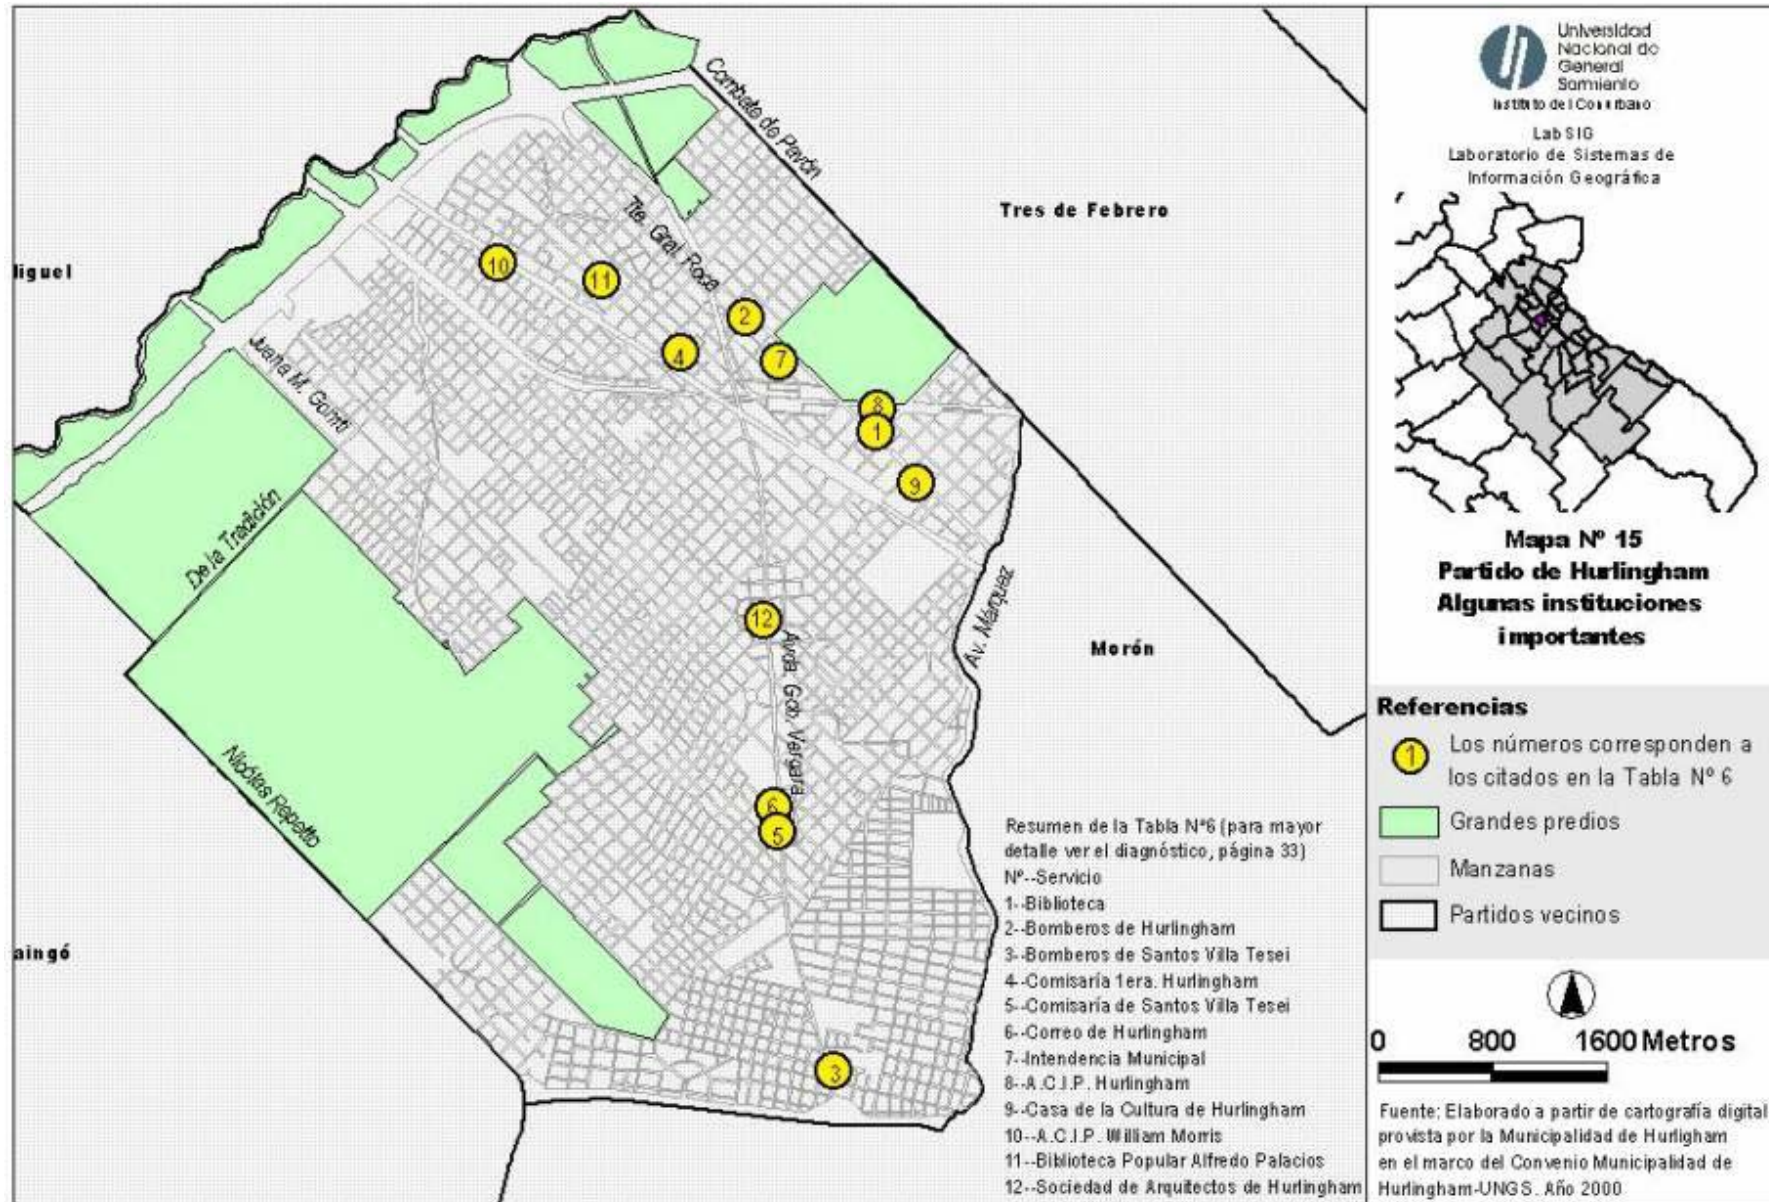 Combate de Pavón
Tte. Gral. Roca
Tres de Febrero
liguel
10
11
2
4
7
8
1
9
Juana M. Gorriti
De la Tradición
Av. Márquez
12
Morón
Avda Gob. Vergara
Nicólas Repetto
6
5
aingó
3
Resumen de la Tabla Nº6 (para mayor
detalle ver el diagnóstico, página 33)
Nº--Servicio
1--Biblioteca
2--Bomberos de Hurlingham
3--Bomberos de Santos Villa Tesei
4--Comisaría 1era. Hurlingham
5--Comisaría de Santos Villa Tesei
6--Correo de Hurlingham
7--Intendencia Municipal
8--A.C.I.P. Hurlingham
9--Casa de la Cultura de Hurlingham
10--A.C.I.P. William Morris
11--Biblioteca Popular Alfredo Palacios
12--Sociedad de Arquitectos de Hurlingham
Universidad
Nacional de
General
Sarmiento
Instituto del Conurbano
Lab SIG
Laboratorio de Sistemas de
Información Geográfica
Mapa Nº 15
Partido de Hurlingham
Algunas instituciones
importantes
Referencias
1
Los números corresponden a
los citados en la Tabla Nº 6
Grandes predios
Manzanas
Partidos vecinos
0 800 1600 Metros
Fuente: Elaborado a partir de cartografía digital
provista por la Municipalidad de Hurligham
en el marco del Convenio Municipalidad de
Hurlingham-UNGS. Año 2000